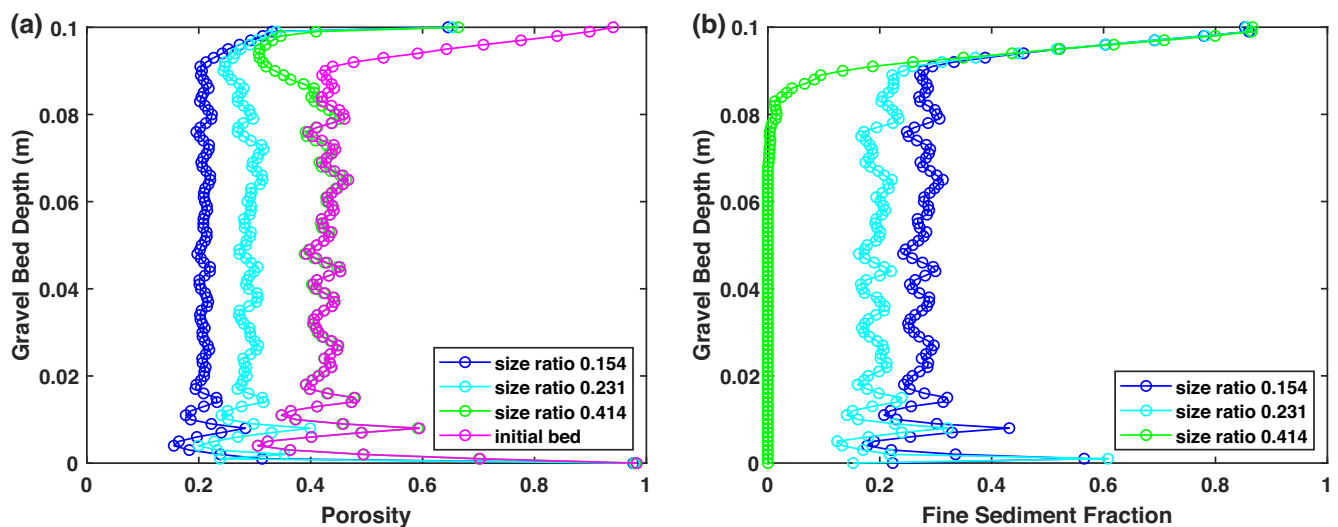 (a)
0.1
0.08
0.06
0.04
0.02
0
Gravel Bed Depth (m)
size ratio 0.154
size ratio 0.231
size ratio 0.414
initial bed
0 0.2 0.4 0.6 0.8 1
Porosity
(b)
0.1
0.08
0.06
0.04
0.02
0
Gravel Bed Depth (m)
size ratio 0.154
size ratio 0.231
size ratio 0.414
0 0.2 0.4 0.6 0.8 1
Fine Sediment Fraction